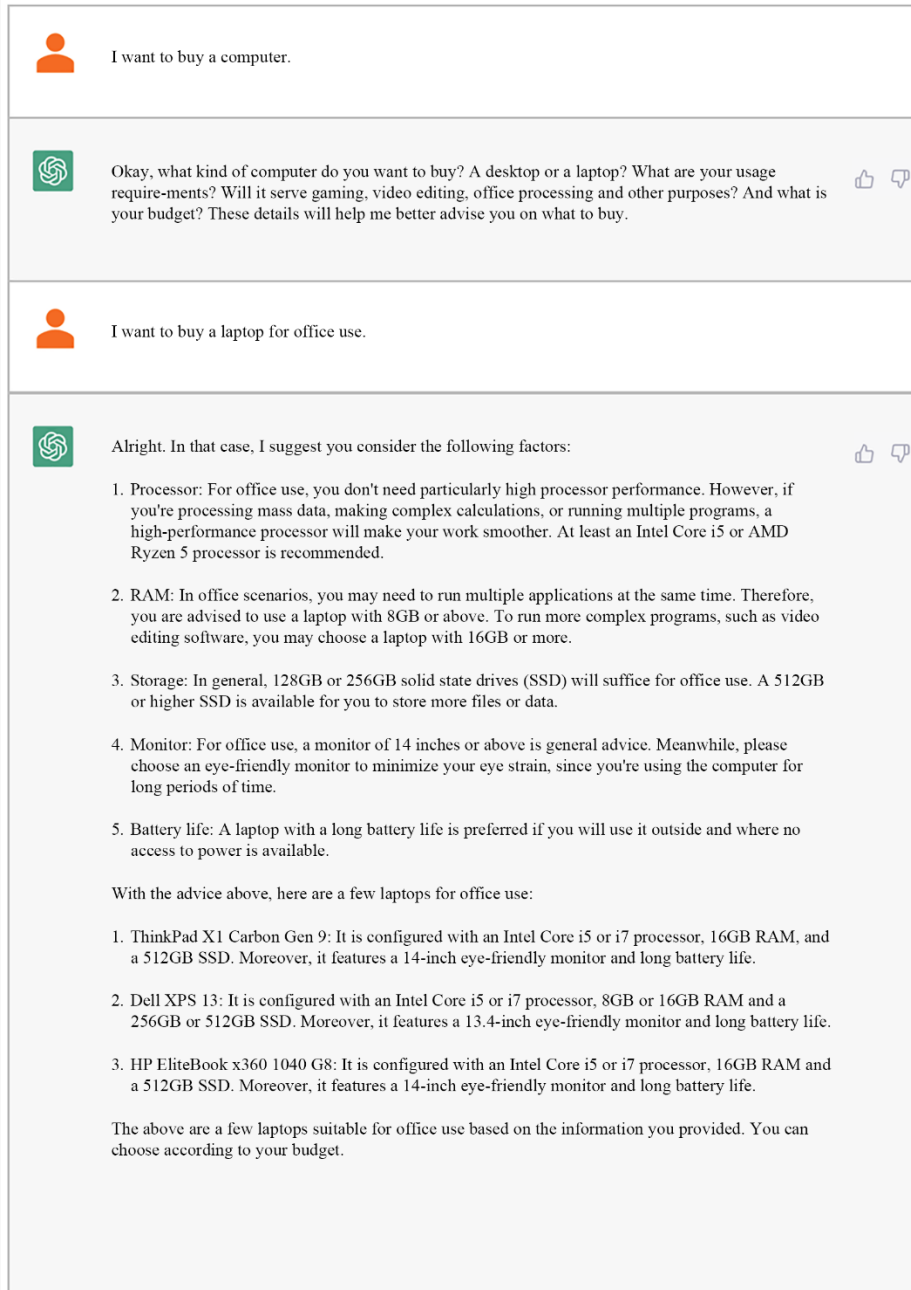 I want to buy a computer.
Okay, what kind of computer do you want to buy? A desktop or a laptop? What are your usage
require-ments? Will it serve gaming, video editing, office processing and other purposes? And what is
your budget? These details will help me better advise you on what to buy.
I want to buy a laptop for office use.
Alright. In that case, I suggest you consider the following factors:
1. Processor: For office use, you don't need particularly high processor performance. However, if
you're processing mass data, making complex calculations, or running multiple programs, a
high-performance processor will make your work smoother. At least an Intel Core i5 or AMD
Ryzen 5 processor is recommended.
2. RAM: In office scenarios, you may need to run multiple applications at the same time. Therefore,
you are advised to use a laptop with 8GB or above. To run more complex programs, such as video
editing software, you may choose a laptop with 16GB or more.
3. Storage: In general, 128GB or 256GB solid state drives (SSD) will suffice for office use. A 512GB
or higher SSD is available for you to store more files or data.
4. Monitor: For office use, a monitor of 14 inches or above is general advice. Meanwhile, please
choose an eye-friendly monitor to minimize your eye strain, since you're using the computer for
long periods of time.
5. Battery life: A laptop with a long battery life is preferred if you will use it outside and where no
access to power is available.
With the advice above, here are a few laptops for office use:
1. ThinkPad X1 Carbon Gen 9: It is configured with an Intel Core i5 or i7 processor, 16GB RAM, and
a 512GB SSD. Moreover, it features a 14-inch eye-friendly monitor and long battery life.
2. Dell XPS 13: It is configured with an Intel Core i5 or i7 processor, 8GB or 16GB RAM and a
256GB or 512GB SSD. Moreover, it features a 13.4-inch eye-friendly monitor and long battery life.
3. HP EliteBook x360 1040 G8: It is configured with an Intel Core i5 or i7 processor, 16GB RAM and
a 512GB SSD. Moreover, it features a 14-inch eye-friendly monitor and long battery life.
The above are a few laptops suitable for office use based on the information you provided. You can
choose according to your budget.